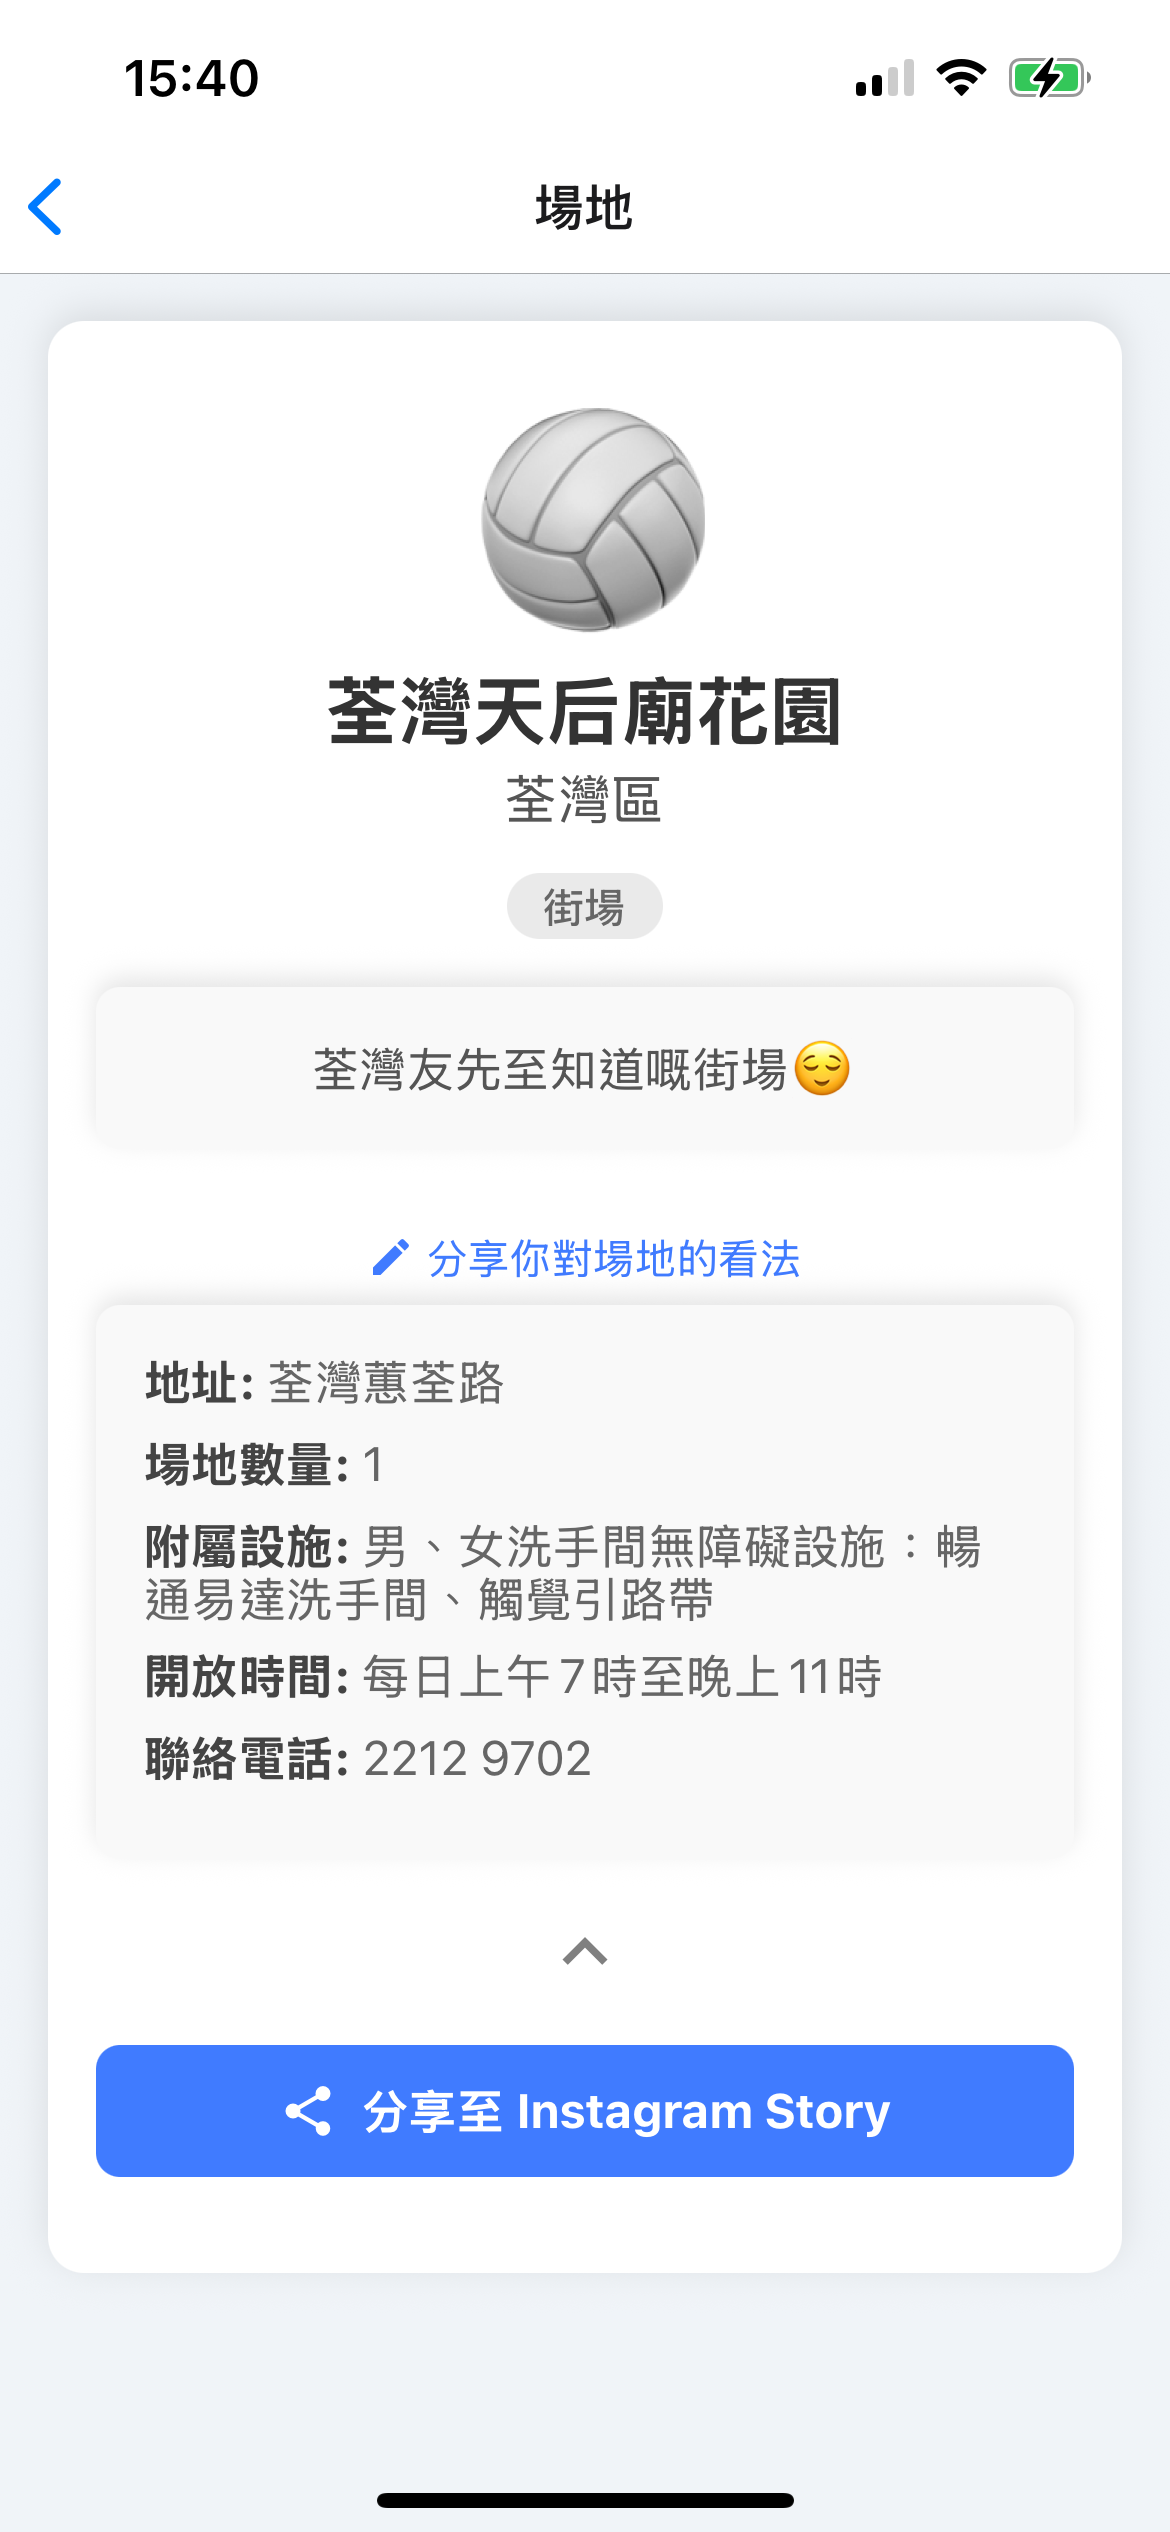 15:40
場地
荃灣天后廟花園
荃灣區
街場
荃灣友先至知道嘅街場😌
分享你對場地的看法
地址: 荃灣蕙荃路
場地數量: 1
附屬設施: 男、女洗手間無障礙設施：暢
通易達洗手間、觸覺引路帶
開放時間: 每日上午7時至晚上11時
聯絡電話: 2212 9702
分享至 Instagram Story